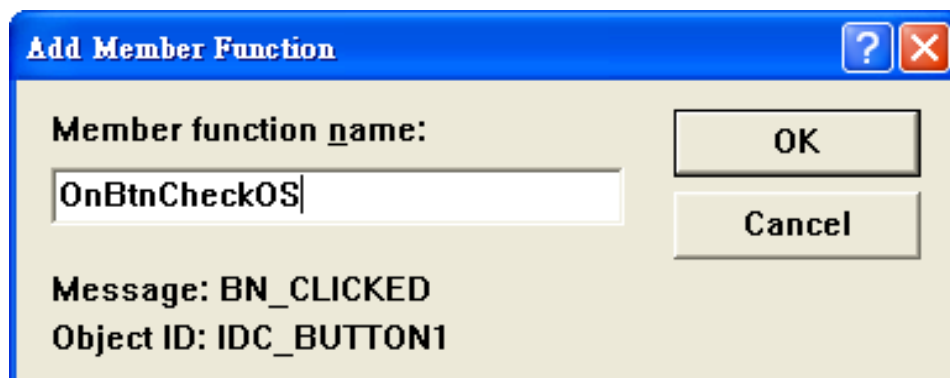 Add Member Function
Member function name:
OK
OnBtnCheckOS
Cancel
Message: BN_CLICKED
Object ID: IDC_BUTTON1